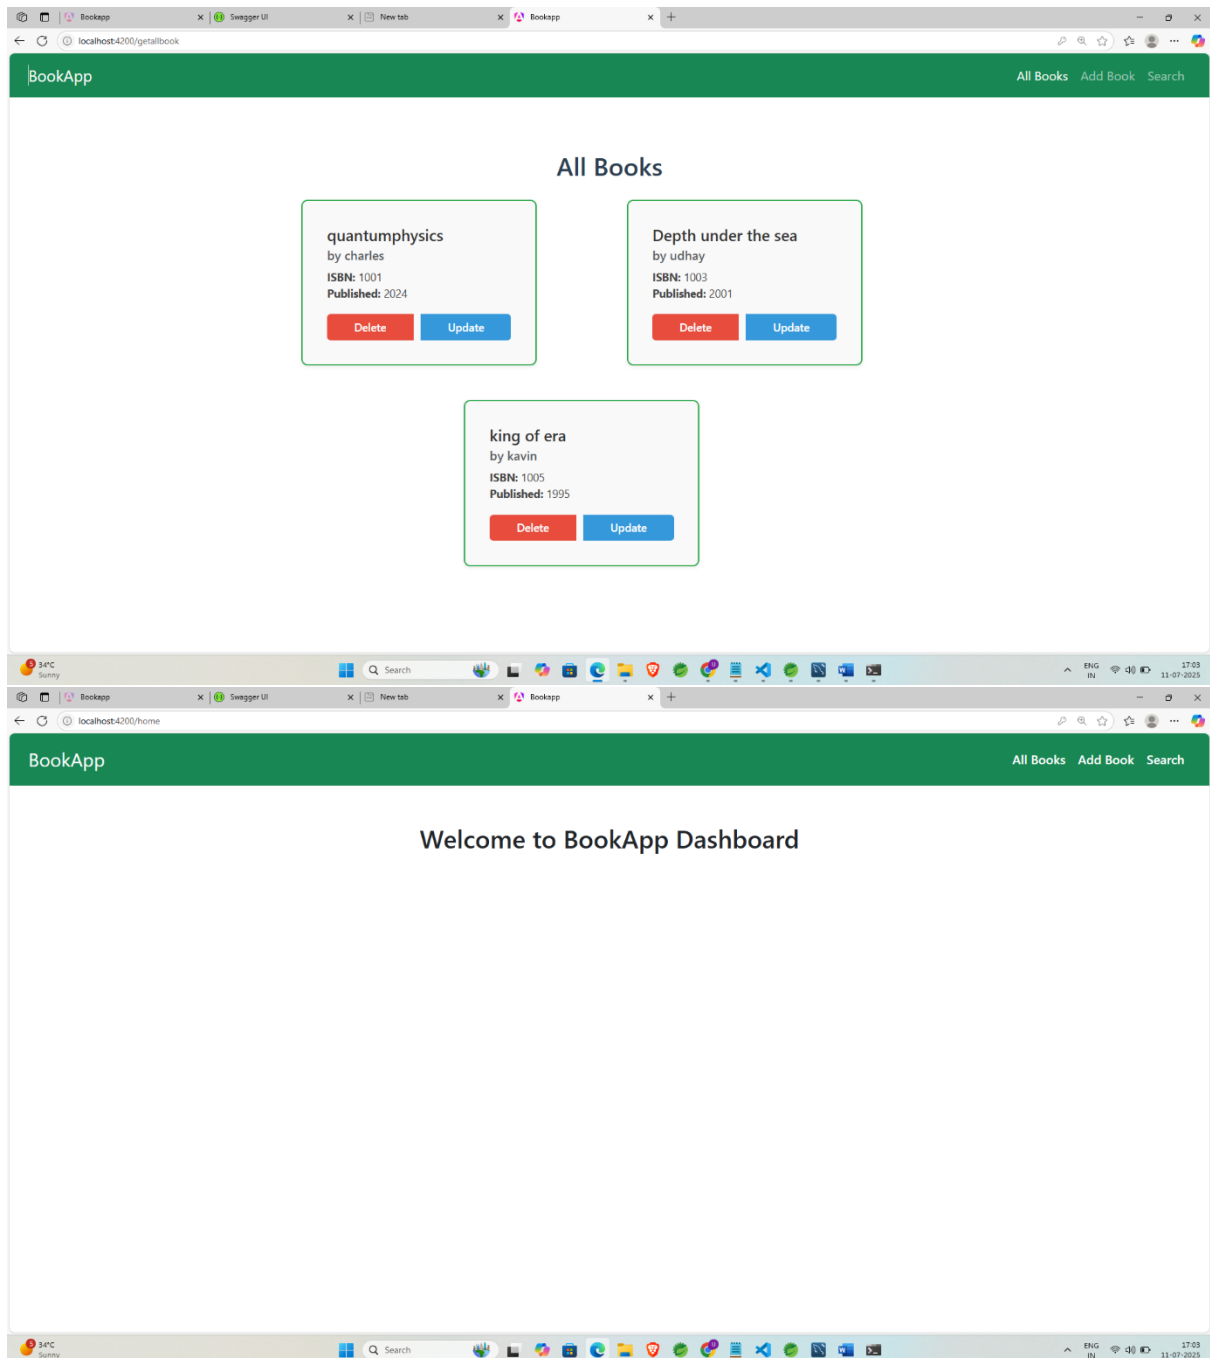 Bookapp Swagger UI New tab Bookapp
localhost:4200/getallbook
BookApp All Books Add Book Search
All Books
quantumphysics
by charles
ISBN: 1001
Published: 2024
Delete Update
Depth under the sea
by udhay
ISBN: 1003
Published: 2001
Delete Update
king of era
by kavin
ISBN: 1005
Published: 1995
Delete Update
5 34°C
Sunny
Search
ENG
IN
17:03
11-07-2025
Bookapp Swagger UI New tab Bookapp
localhost:4200/home
BookApp All Books Add Book Search
Welcome to BookApp Dashboard
5 34°C
Sunny
Search
ENG
IN
17:03
11-07-2025